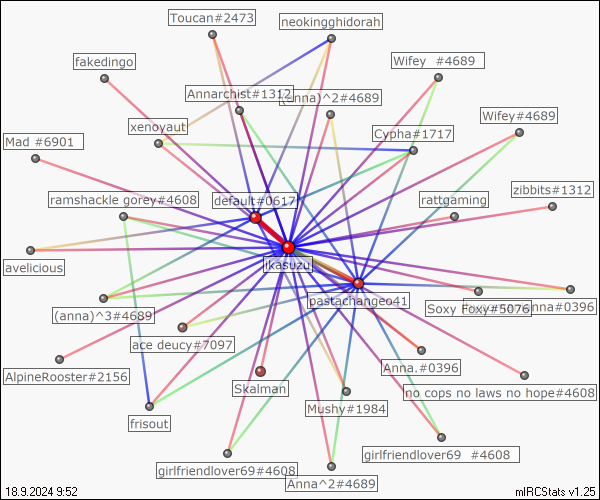 Toucan#2473
neokingghidorah
fakedingo
Wifey  #4689
Annarchist#1312
(anna)^2#4689
Wifey#4689
xenoyaut
Cypha#1717
Mad #6901
zibbits#1312
ramshackle gorey#4608
default#0617
rattgaming
avelicious
ikasuzu
pastachangeo41
(anna)^3#4689
Soxy Foxy#5076
nna#0396
ace deucy#7097
AlpineRooster#2156
Anna.#0396
Skalman
no cops no laws no hope#4608
Mushy#1984
frisout
girlfriendlover69  #4608
girlfriendlover69#4608
Anna^2#4689
18.9.2024 9:52
mIRCStats v1.25